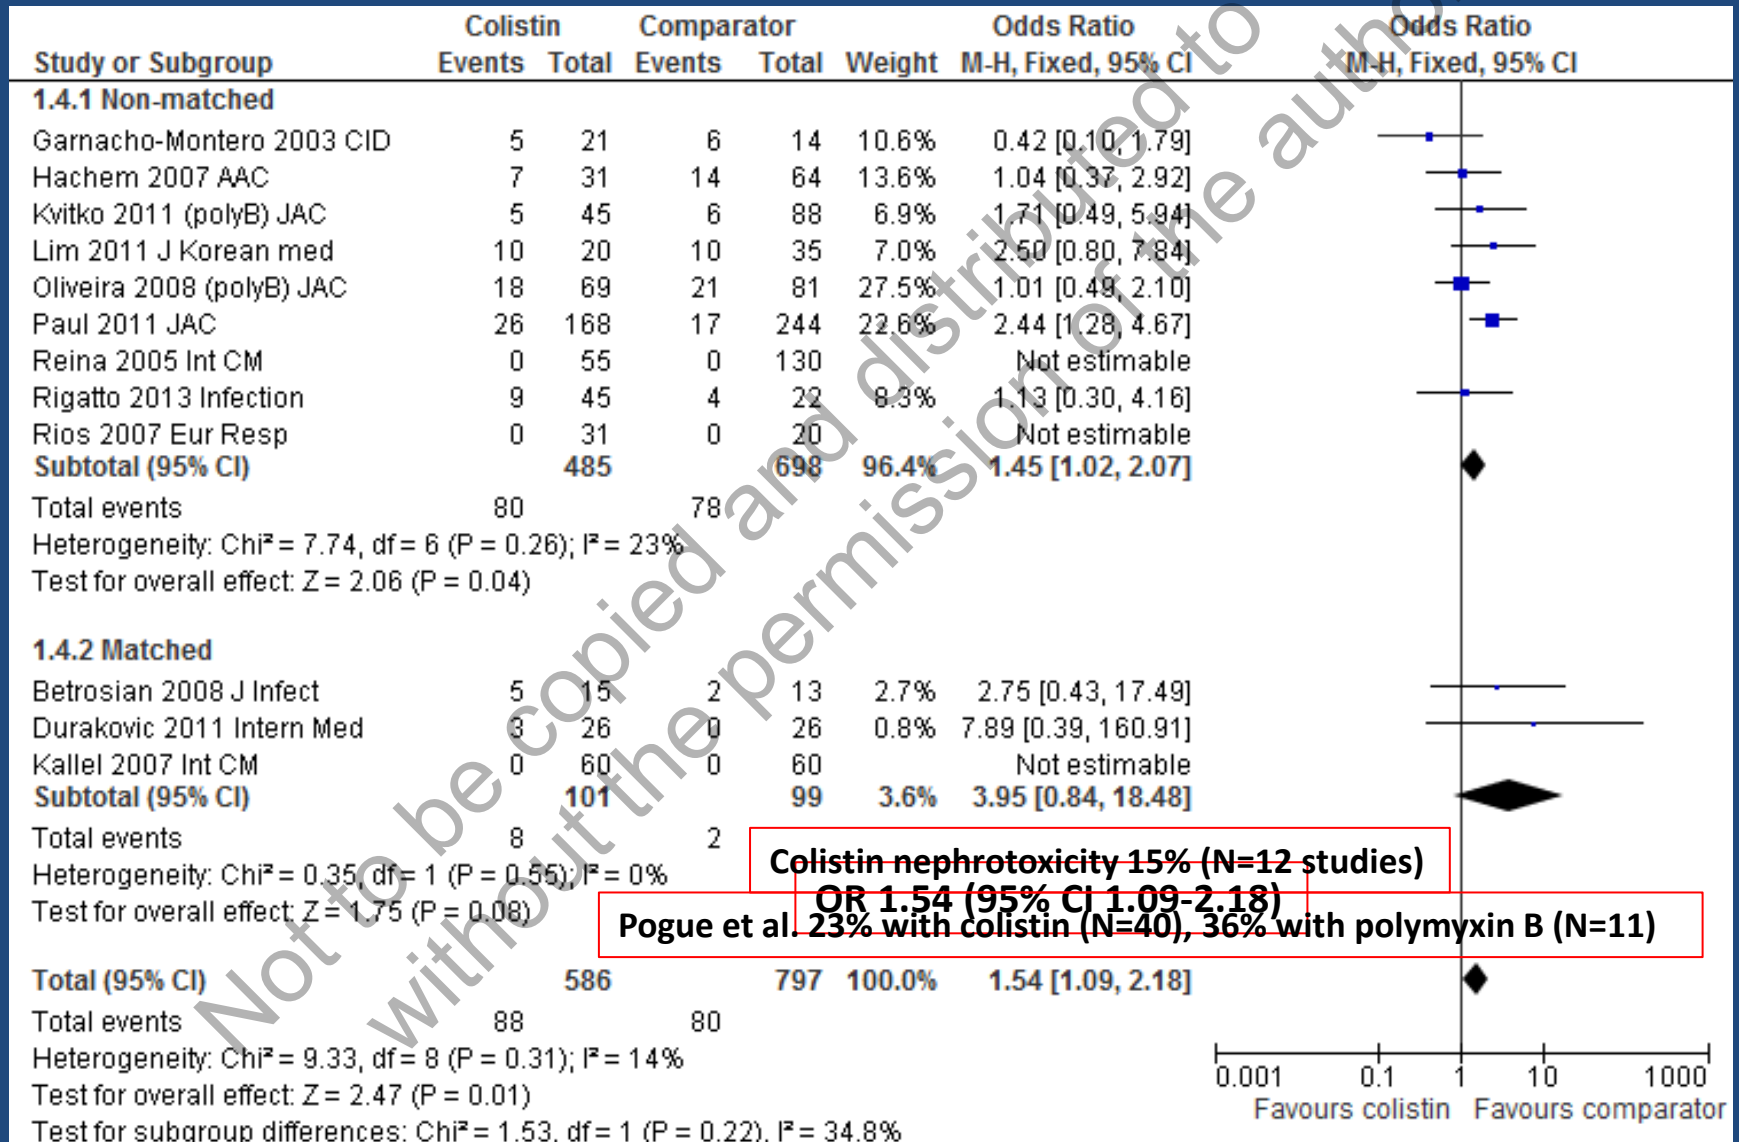 Colistin Comparator Odds Ratio Odds Ratio
Study or Subgroup Events Total Events Total Weight M-H, Fixed, 95% CI M-H, Fixed, 95% CI
1.4.1 Non-matched
Garnacho-Montero 2003 CID 5 21 6 14 10.6% 0.42 [0.10, 1.79]
Hachem 2007 AAC 7 31 14 64 13.6% 1.04 [0.37, 2.92]
Kvitko 2011 (polyB) JAC 5 45 6 88 6.9% 1.71 [0.49, 5.94]
Lim 2011 J Korean med 10 20 10 35 7.0% 2.50 [0.80, 7.84]
Oliveira 2008 (polyB) JAC 18 69 21 81 27.5% 1.01 [0.49, 2.10]
Paul 2011 JAC 26 168 17 244 22.6% 2.44 [1.28, 4.67]
Reina 2005 Int CM 0 55 0 130 Not estimable
Rigatto 2013 Infection 9 45 4 22 8.3% 1.13 [0.30, 4.16]
Rios 2007 Eur Resp 0 31 0 20 Not estimable
Subtotal (95% CI) 485 698 96.4% 1.45 [1.02, 2.07]
Total events 80 78
Heterogeneity: Chi² = 7.74, df = 6 (P = 0.26); I² = 23%
Test for overall effect: Z = 2.06 (P = 0.04)
1.4.2 Matched
Betrosian 2008 J Infect 5 15 2 13 2.7% 2.75 [0.43, 17.49]
Durakovic 2011 Intern Med 3 26 0 26 0.8% 7.89 [0.39, 160.91]
Kallel 2007 Int CM 0 60 0 60 Not estimable
Subtotal (95% CI) 101 99 3.6% 3.95 [0.84, 18.48]
Total events 8 2
Heterogeneity: Chi² = 0.35, df = 1 (P = 0.55); I² = 0%
Test for overall effect: Z = 1.75 (P = 0.08)
Colistin nephrotoxicity 15% (N=12 studies)
OR 1.54 (95% CI 1.09-2.18)
Pogue et al. 23% with colistin (N=40), 36% with polymyxin B (N=11)
Total (95% CI) 586 797 100.0% 1.54 [1.09, 2.18]
Total events 88 80
Heterogeneity: Chi² = 9.33, df = 8 (P = 0.31); I² = 14%
Test for overall effect: Z = 2.47 (P = 0.01)
Test for subgroup differences: Chi² = 1.53, df = 1 (P = 0.22), I² = 34.8%
0.001 0.1 1 10 1000
Favours colistin Favours comparator
Not to be copied and distributed to
without the permission of the autho